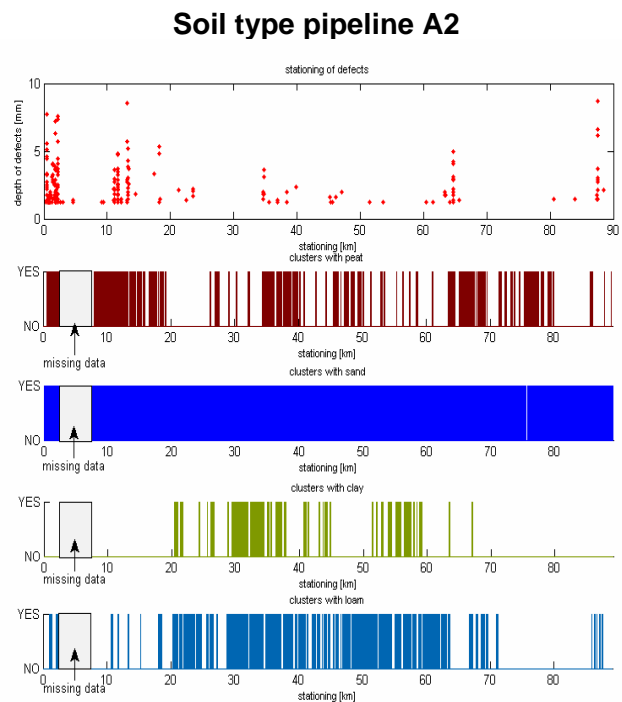 Soil type pipeline A2
stationing of defects
depth of defects [mm]
10
5
0
0 10 20 30 40 50 60 70 80 90
stationing [km]
clusters with peat
YES
NO
0 10 20 30 40 50 60 70 80
missing data
stationing [km]
clusters with sand
YES
NO
0 10 20 30 40 50 60 70 80
missing data
stationing [km]
clusters with clay
YES
NO
0 10 20 30 40 50 60 70 80
missing data
stationing [km]
clusters with loam
YES
NO
0 10 20 30 40 50 60 70 80
missing data
stationing [km]